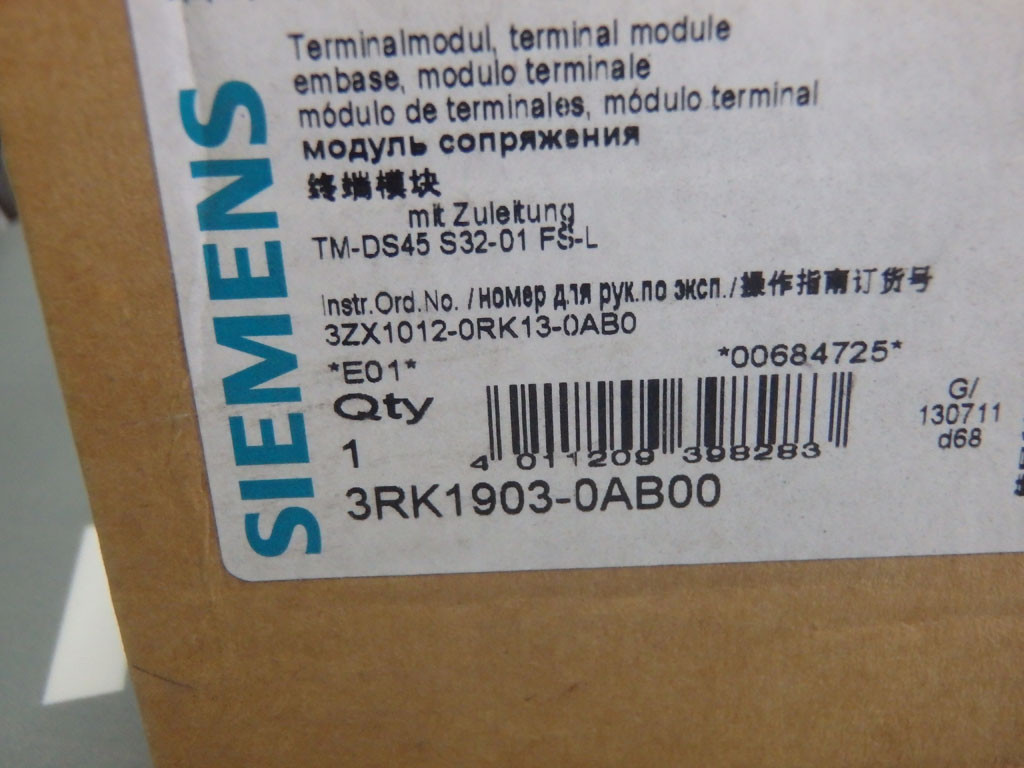 SIEMENS
Terminalmodul, terminal module
embase, modulo terminale
módulo de terminales, módulo terminal
модуль сопряжения
终端模块
mit Zuleitung
TM-DS45 S32-01 FS-L
Instr.Ord.No. /номер для рук.по эксп./操作指南订货号
3ZX1012-0RK13-0AB0
*E01* *00684725*
Qty
1
4 011209 398283
3RK1903-0AB00
G/
130711
d68